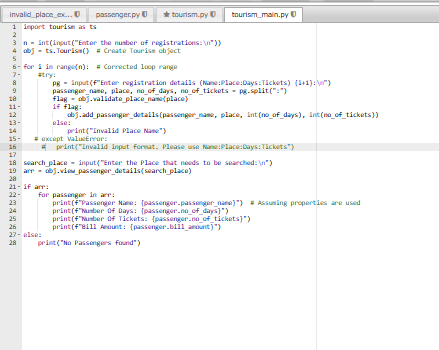 invalid_place_ex... passenger.py tourism.py tourism_main.py
1 import tourism as ts
2
3 n = int(input("Enter the number of registrations:\n"))
4 obj = ts.Tourism()  # Create Tourism object
5
6 for i in range(n):  # Corrected loop range
7     #try:
8         pg = input(f"Enter registration details (Name:Place:Days:Tickets) {i+1}:\n")
9         passenger_name, place, no_of_days, no_of_tickets = pg.split(":")
10         flag = obj.validate_place_name(place)
11         if flag:
12             obj.add_passenger_details(passenger_name, place, int(no_of_days), int(no_of_tickets))
13         else:
14             print("Invalid Place Name")
15    # except ValueError:
16      #   print("Invalid input format. Please use Name:Place:Days:Tickets")
17
18 search_place = input("Enter the Place that needs to be searched:\n")
19 arr = obj.view_passenger_details(search_place)
20
21 if arr:
22     for passenger in arr:
23         print(f"Passenger Name: {passenger.passenger_name}")  # Assuming properties are used
24         print(f"Number Of Days: {passenger.no_of_days}")
25         print(f"Number Of Tickets: {passenger.no_of_tickets}")
26         print(f"Bill Amount: {passenger.bill_amount}")
27 else:
28     print("No Passengers found")